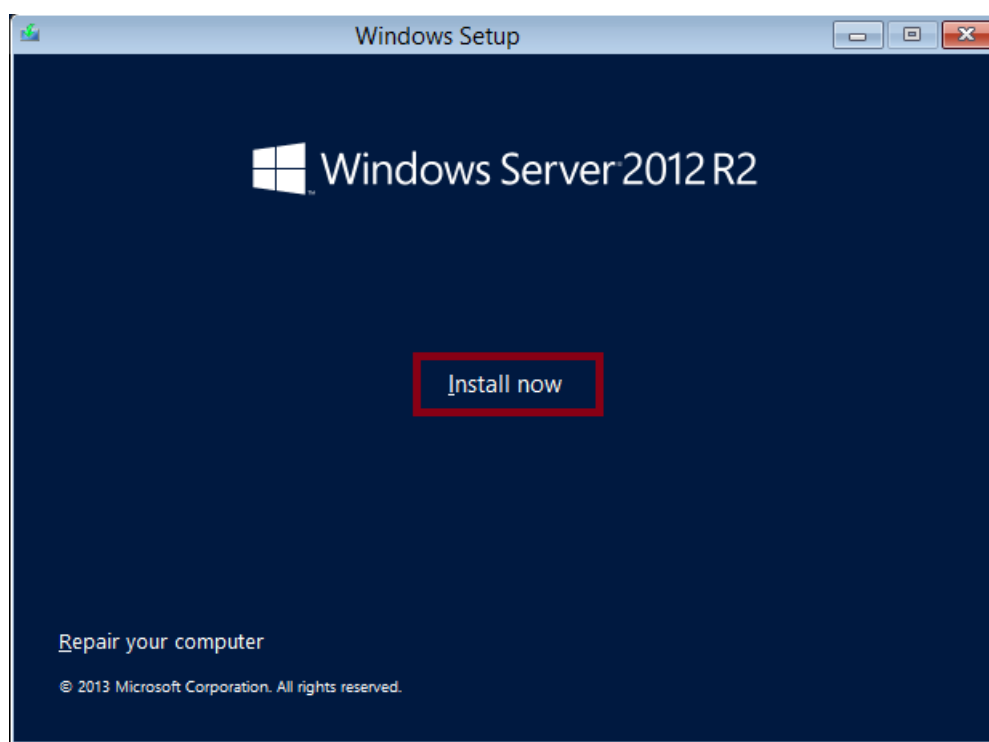 Windows Setup
Windows Server 2012 R2
Install now
Repair your computer
© 2013 Microsoft Corporation. All rights reserved.